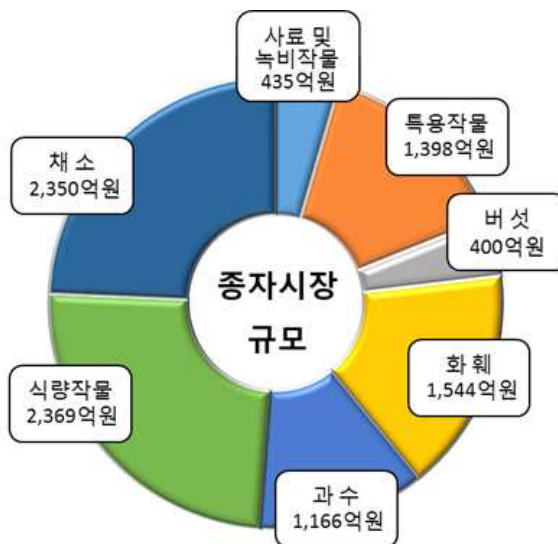 사료 및
녹비작물
435억원
특용작물
1,398억원
버 섯
400억원
채 소
2,350억원
종자시장
규모
화 훼
1,544억원
식량작물
2,369억원
과 수
1,166억원